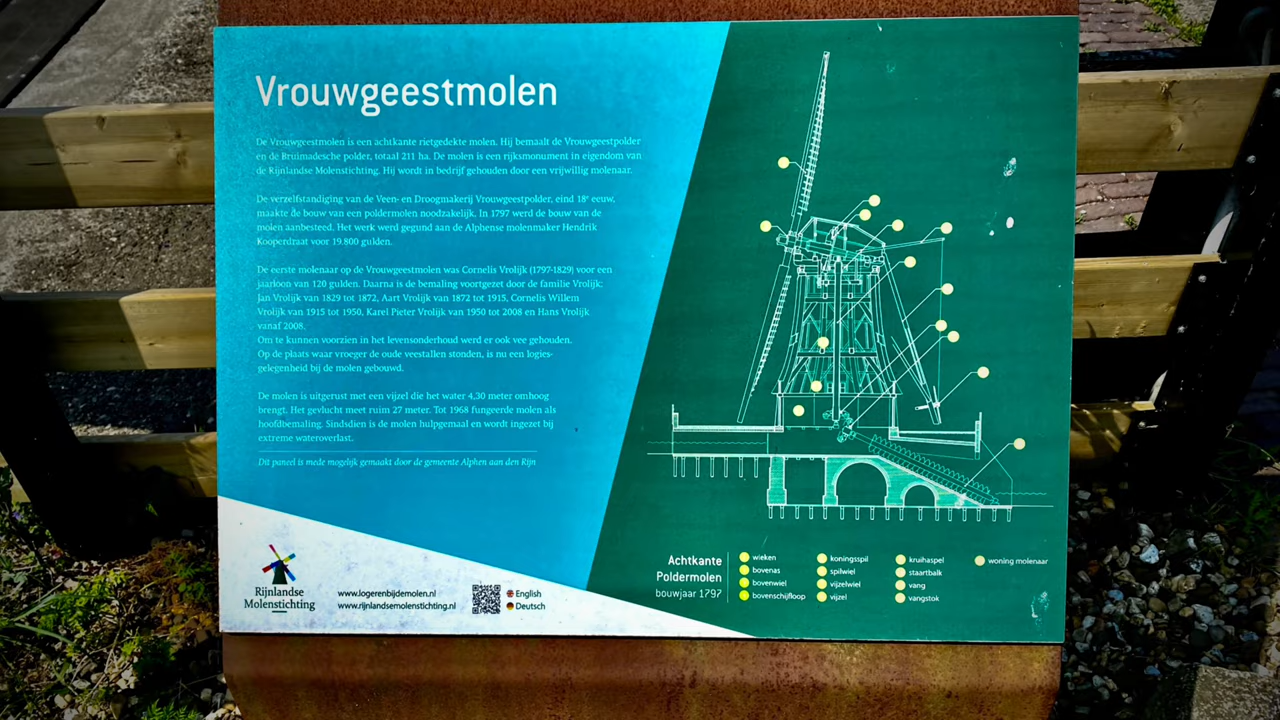 Vrouwgeestmolen
De Vrouwgeestmolen is een achtkante rietgedekte molen. Hij bemaalt de Vrouwgeestpolder
en de Bruimadesche polder, totaal 211 ha. De molen is een rijksmonument in eigendom van
de Rijnlandse Molenstichting. Hij wordt in bedrijf gehouden door een vrijwillig molenaar.
De verzelfstandiging van de Veen- en Droogmakerij Vrouwgeestpolder, eind 18e eeuw,
maakte de bouw van een poldermolen noodzakelijk. In 1797 werd de bouw van de
molen aanbesteed. Het werk werd gegund aan de Alphense molenmaker Hendrik
Kooperdraat voor 19.800 gulden.
De eerste molenaar op de Vrouwgeestmolen was Cornelis Vrolijk (1797-1829) voor een
jaarloon van 120 gulden. Daarna is de bemaling voortgezet door de familie Vrolijk:
Jan Vrolijk van 1829 tot 1872, Aart Vrolijk van 1872 tot 1915, Cornelis Willem
Vrolijk van 1915 tot 1950, Karel Pieter Vrolijk van 1950 tot 2008 en Hans Vrolijk
vanaf 2008.
Om te kunnen voorzien in het levensonderhoud werd er ook vee gehouden.
Op de plaats waar vroeger de oude veestallen stonden, is nu een logies-
gelegenheid bij de molen gebouwd.
De molen is uitgerust met een vijzel die het water 4,30 meter omhoog
brengt. Het gevlucht meet ruim 27 meter. Tot 1968 fungeerde molen als
hoofdbemaling. Sindsdien is de molen hulpgemaal en wordt ingezet bij
extreme wateroverlast.
Dit paneel is mede mogelijk gemaakt door de gemeente Alphen aan den Rijn
Rijnlandse
Molenstichting
www.logerenbijdemolen.nl
www.rijnlandsemolenstichting.nl
English
Deutsch
Achtkante
Poldermolen
bouwjaar 1797
wieken
bovenas
bovenwiel
bovenschijfloop
koningsspil
spilwiel
vijzelwiel
vijzel
kruihaspel
staartbalk
vang
vangstok
woning molenaar